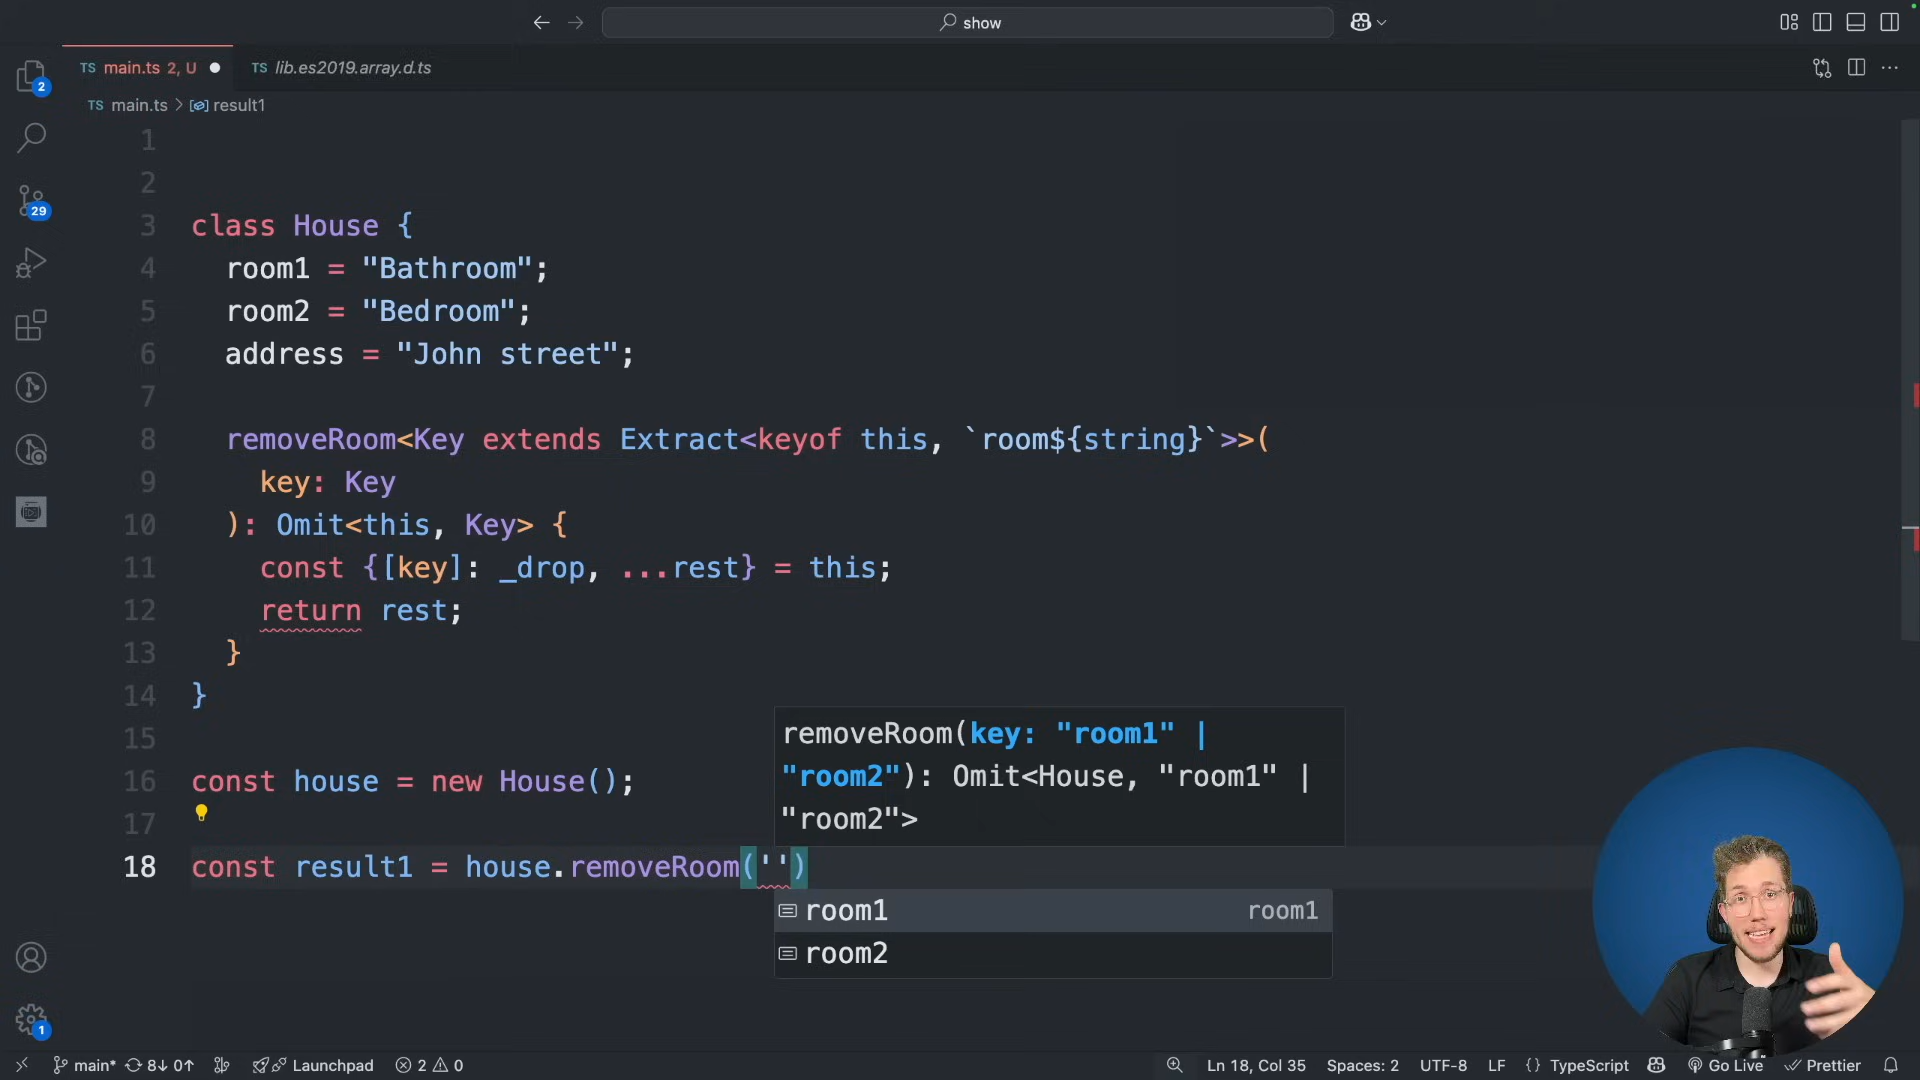 show
TS main.ts 2, U
TS lib.es2019.array.d.ts
TS main.ts > result1
2
29
1
1
2
3 class House {
4 room1 = "Bathroom";
5 room2 = "Bedroom";
6 address = "John street";
7
8 removeRoom<Key extends Extract<keyof this, `room${string}`>>(
9 key: Key
10 ): Omit<this, Key> {
11 const {[key]: _drop, ...rest} = this;
12 return rest;
13 }
14 }
15
16 const house = new House();
17
18 const result1 = house.removeRoom('')
removeRoom(key: "room1" |
"room2"): Omit<House, "room1" |
"room2">
room1 room1
room2
main* 8↓ 0↑ Launchpad 2 0 Ln 18, Col 35 Spaces: 2 UTF-8 LF {} TypeScript Go Live Prettier